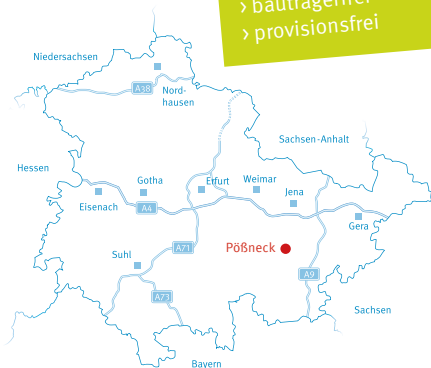 › bauträgerfrei
› provisionsfrei
Niedersachsen
A38
Nord-
hausen
Sachsen-Anhalt
Hessen
Gotha
Erfurt
Weimar
Jena
Eisenach
A4
Gera
Pößneck
Suhl
A71
A9
A73
Sachsen
Bayern